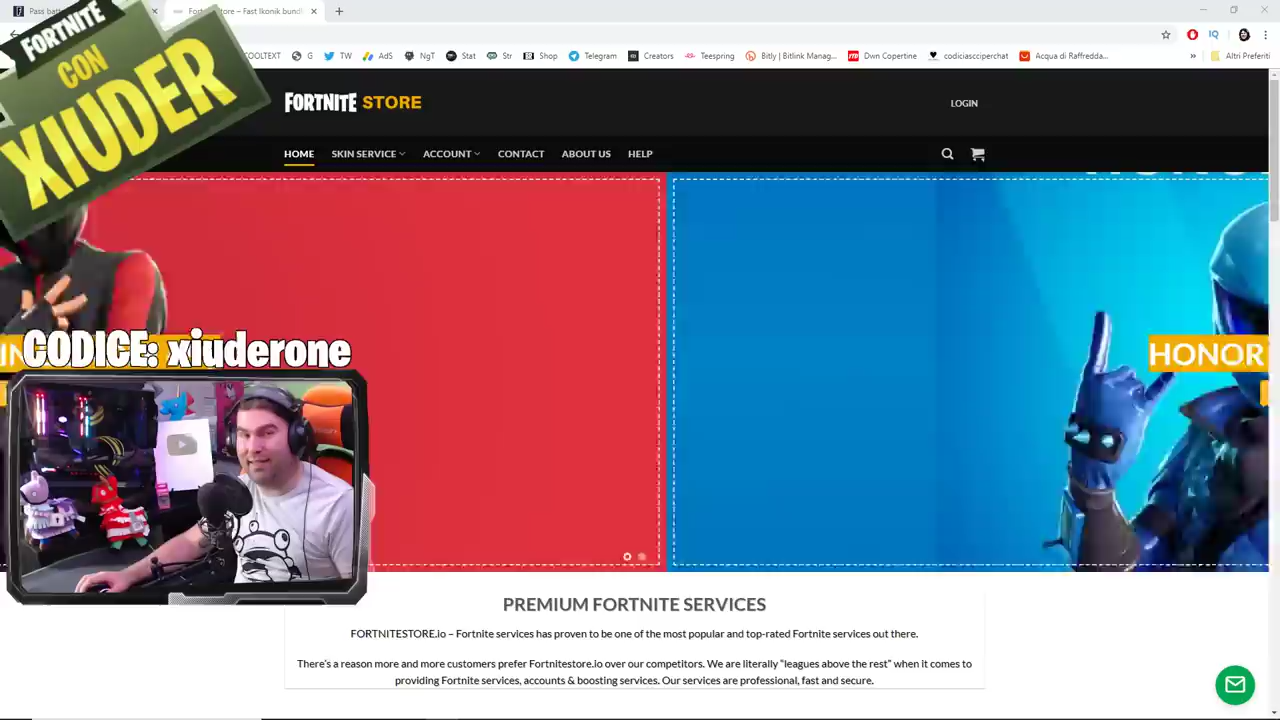 Pass batt
Fortnite Store – Fast Ikonik bund
FORTNITE
CON
XIUDER
COOLTEXT
G
TW
AdS
NgT
Stat
Str
Shop
Telegram
Creators
Teespring
Bitly | Bitlink Manag...
Dwn Copertine
codiciascciperchat
Acqua di Raffredda...
»
Altri Preferiti
FORTNITE STORE
LOGIN
HOME
SKIN SERVICE
ACCOUNT
CONTACT
ABOUT US
HELP
CODICE: xiuderone
HONOR
PREMIUM FORTNITE SERVICES
FORTNITESTORE.io – Fortnite services has proven to be one of the most popular and top-rated Fortnite services out there.
There's a reason more and more customers prefer Fortnitestore.io over our competitors. We are literally “leagues above the rest” when it comes to
providing Fortnite services, accounts & boosting services. Our services are professional, fast and secure.